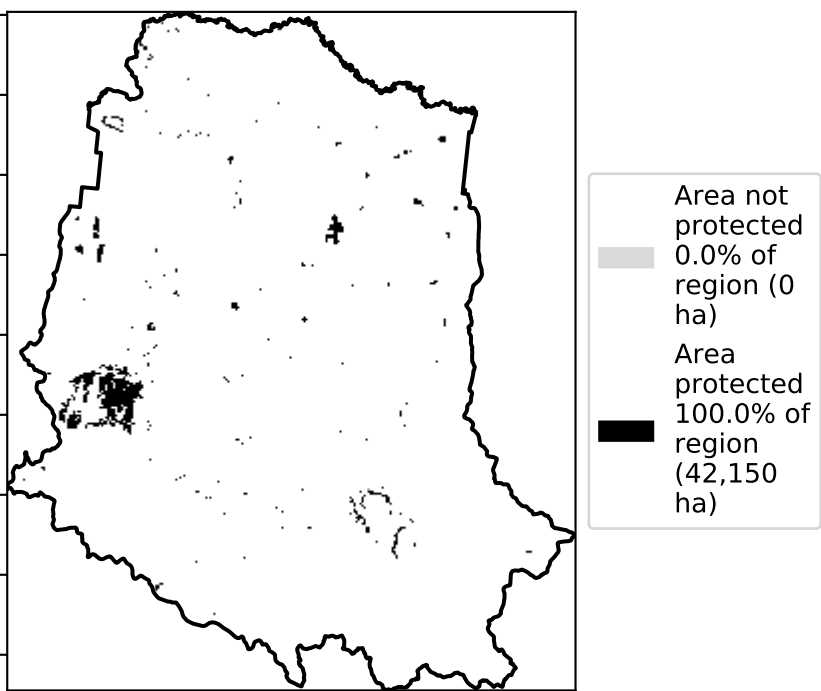 Area not
protected
0.0% of
region (0
ha)
Area
protected
100.0% of
region
(42,150
ha)